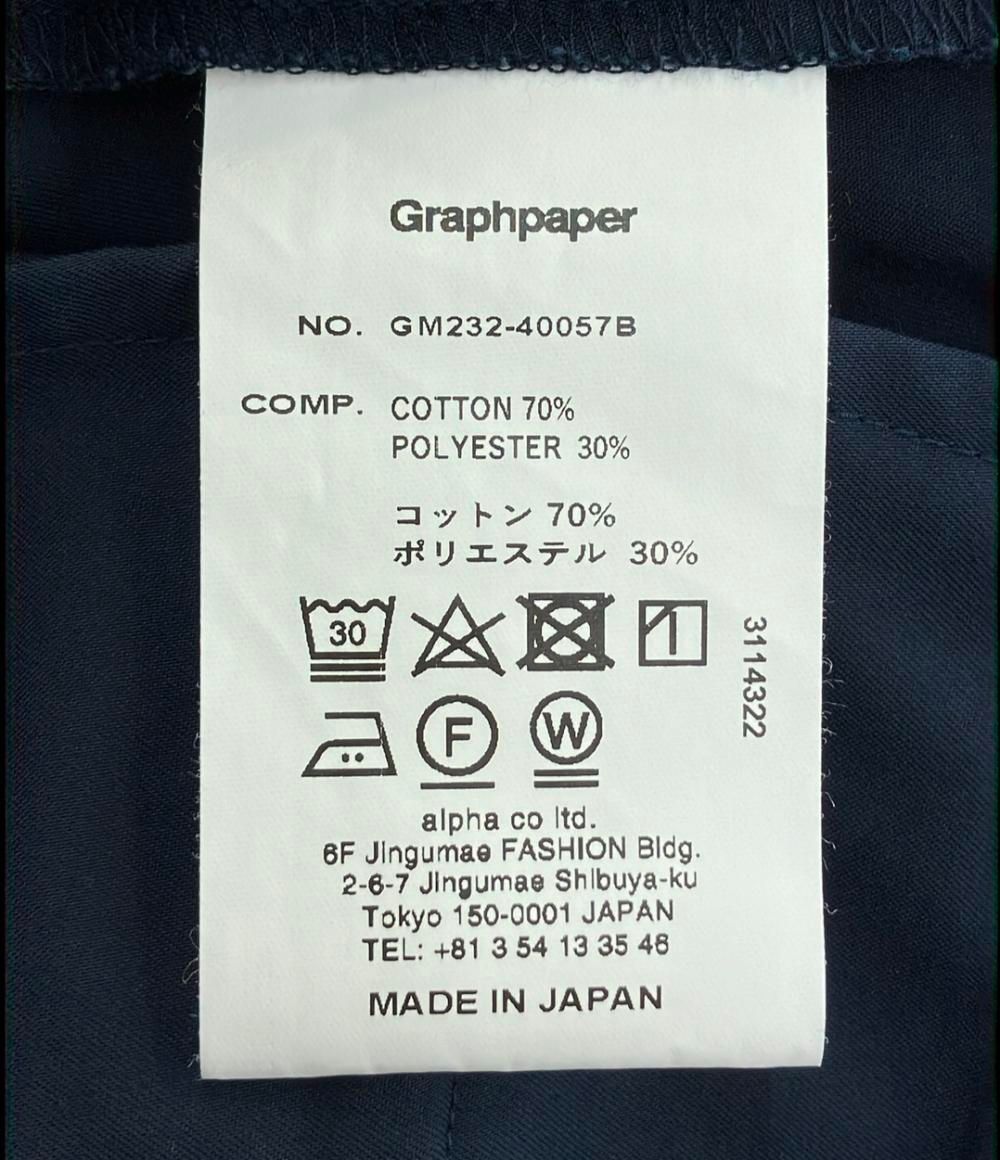 Graphpaper
NO. GM232-40057B
COMP. COTTON 70%
POLYESTER 30%
コットン 70%
ポリエステル 30%
30
F W
3114322
alpha co ltd.
6F Jingumae FASHION Bldg.
2-6-7 Jingumae Shibuya-ku
Tokyo 150-0001 JAPAN
TEL: +81 3 54 13 35 46
MADE IN JAPAN